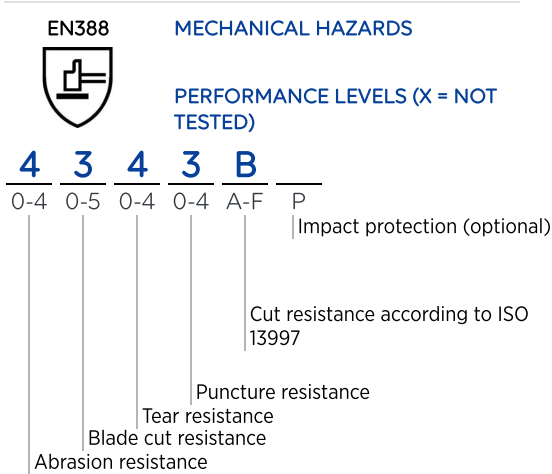 EN388
MECHANICAL HAZARDS
PERFORMANCE LEVELS (X = NOT
TESTED)
4 3 4 3 B
0-4 0-5 0-4 0-4 A-F P
Impact protection (optional)
Cut resistance according to ISO
13997
Puncture resistance
Tear resistance
Blade cut resistance
Abrasion resistance